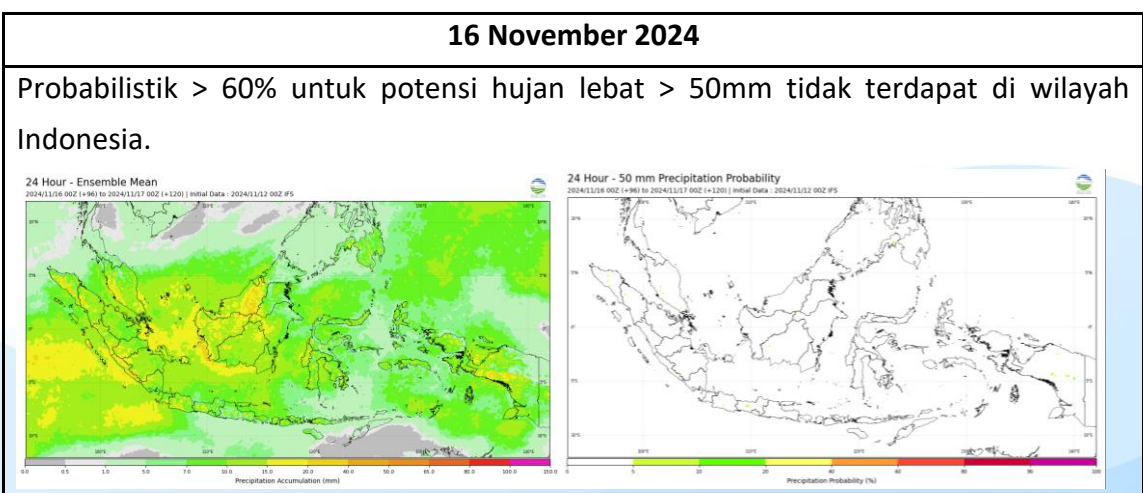 16 November 2024
Probabilistik > 60% untuk potensi hujan lebat > 50mm tidak terdapat di wilayah
Indonesia.
24 Hour - Ensemble Mean
2024/11/16 00Z (+96) to 2024/11/17 00Z (+120) | Initial Data : 2024/11/12 00Z IFS
24 Hour - 50 mm Precipitation Probability
2024/11/16 00Z (+96) to 2024/11/17 00Z (+120) | Initial Data : 2024/11/12 00Z IFS
0.0 0.5 1.0 5.0 7.0 10.0 15.0 20.0 40.0 50.0 65.0 80.0 100.0 150.0
Precipitation Accumulation (mm)
5 10 20 40 60 80 90 100
Precipitation Probability (%)